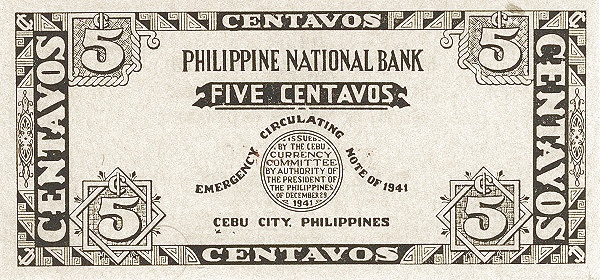 CENTAVOS
¢5
¢5
PHILIPPINE NATIONAL BANK
FIVE CENTAVOS
CENTAVOS
CENTAVOS
EMERGENCY CIRCULATING NOTE OF 1941
ISSUED
BY THE CEBU
CURRENCY
COMMITTEE
BY AUTHORITY OF
THE PRESIDENT OF
THE PHILIPPINES
OF DECEMBER 29
1941
CEBU CITY, PHILIPPINES
¢5
¢5
CENTAVOS